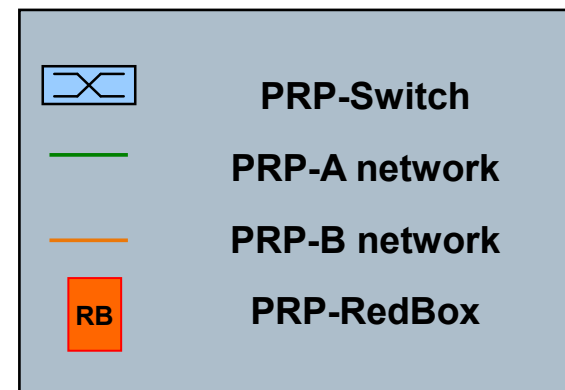 PRP-Switch
PRP-A network
PRP-B network
RB PRP-RedBox